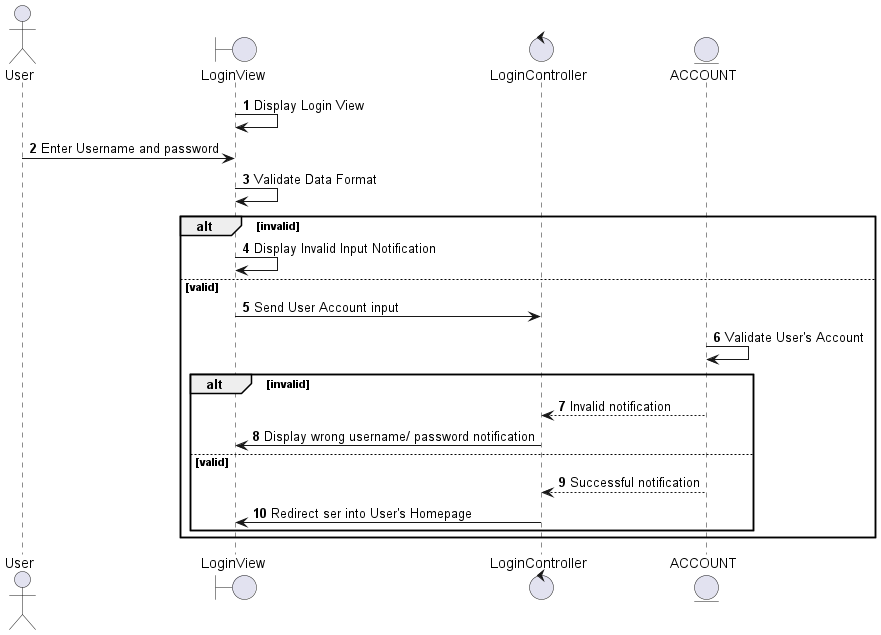 User
LoginView
LoginController
ACCOUNT
1 Display Login View
2 Enter Username and password
3 Validate Data Format
alt [invalid]
4 Display Invalid Input Notification
[valid]
5 Send User Account input
6 Validate User's Account
alt [invalid]
7 Invalid notification
8 Display wrong username/ password notification
[valid]
9 Successful notification
10 Redirect ser into User's Homepage
User
LoginView
LoginController
ACCOUNT